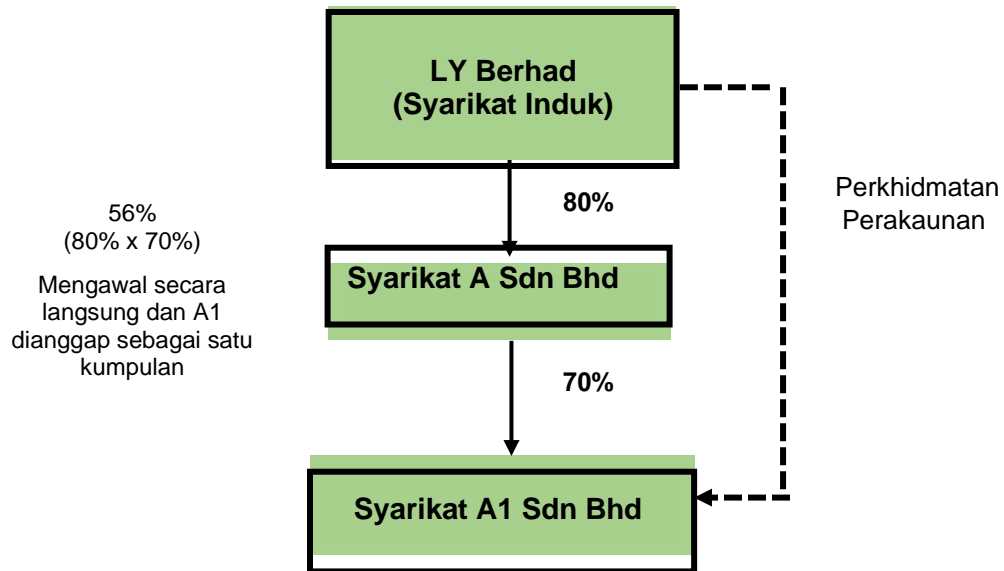 LY Berhad
(Syarikat Induk)
80%
Perkhidmatan
Perakaunan
56%
(80% x 70%)
Mengawal secara
langsung dan A1
dianggap sebagai satu
kumpulan
Syarikat A Sdn Bhd
70%
Syarikat A1 Sdn Bhd